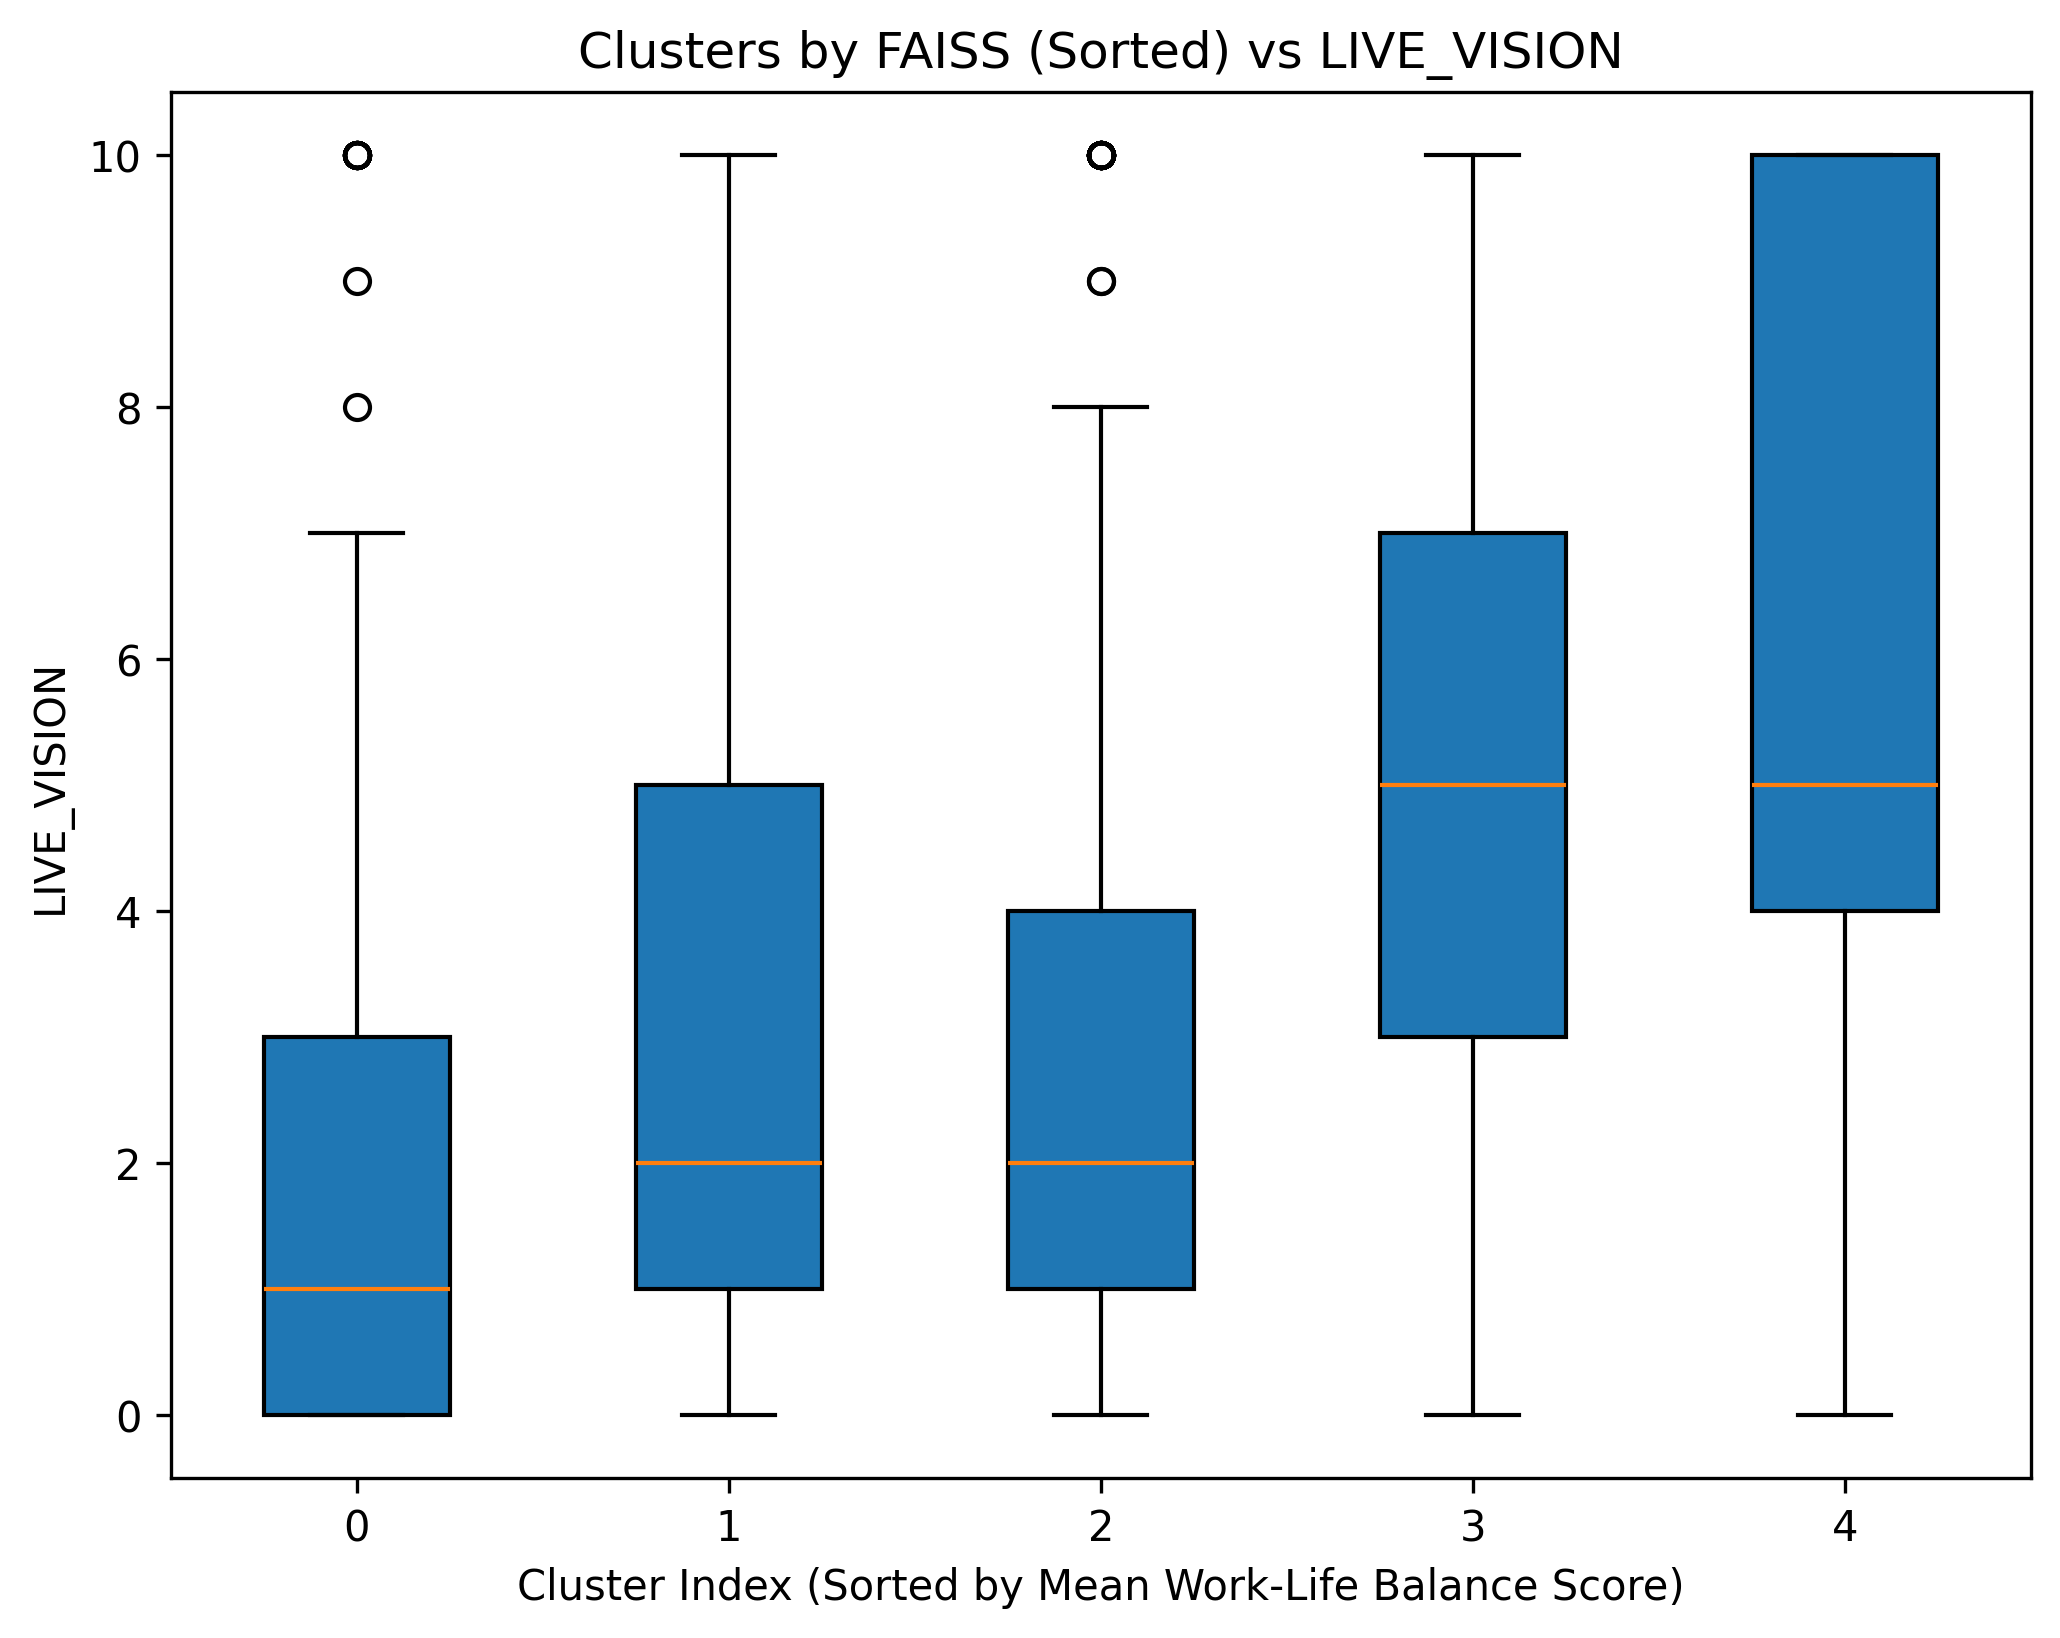 Clusters by FAISS (Sorted) vs LIVE_VISION
10
8
6
4
2
0
LIVE_VISION
0 1 2 3 4
Cluster Index (Sorted by Mean Work-Life Balance Score)